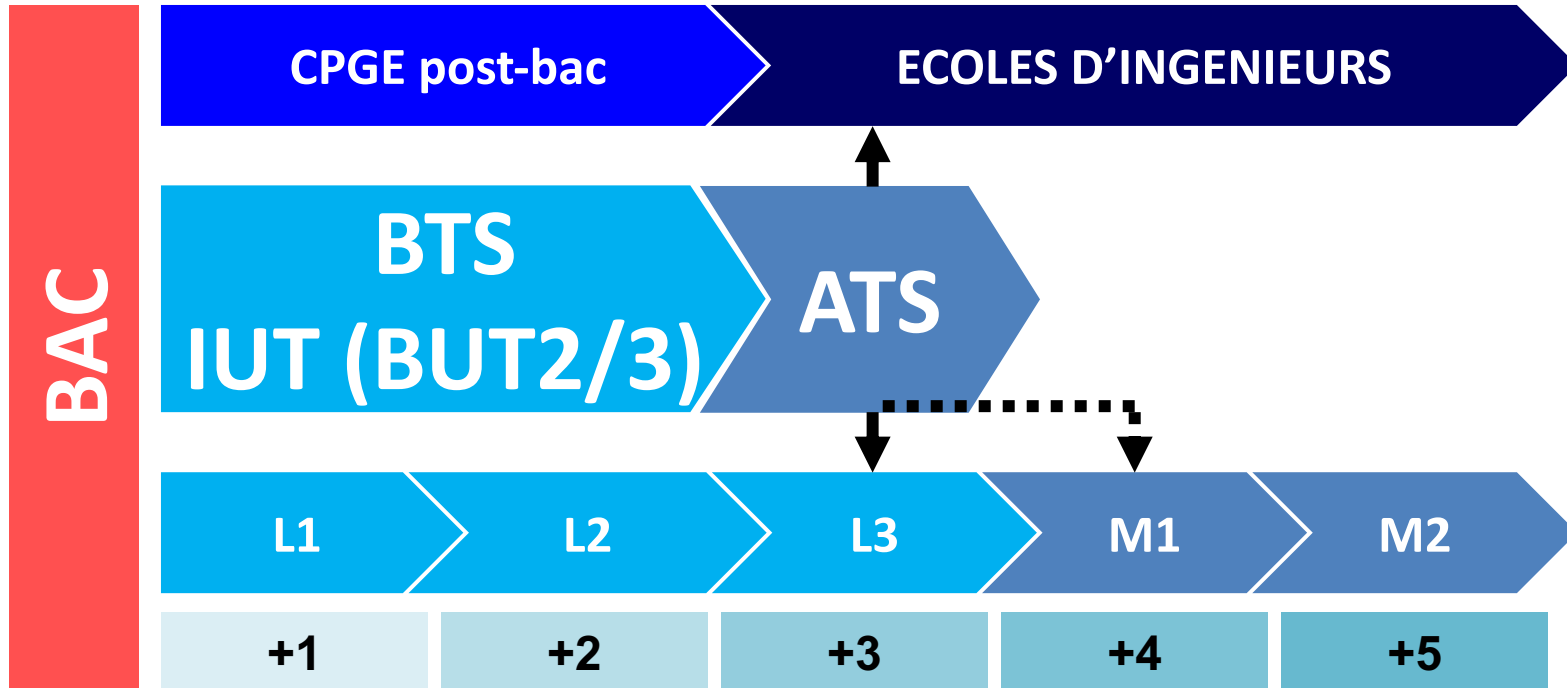 BAC
CPGE post-bac
ECOLES D’INGENIEURS
BTS
IUT (BUT2/3)
ATS
L1
L2
L3
M1
M2
+1
+2
+3
+4
+5